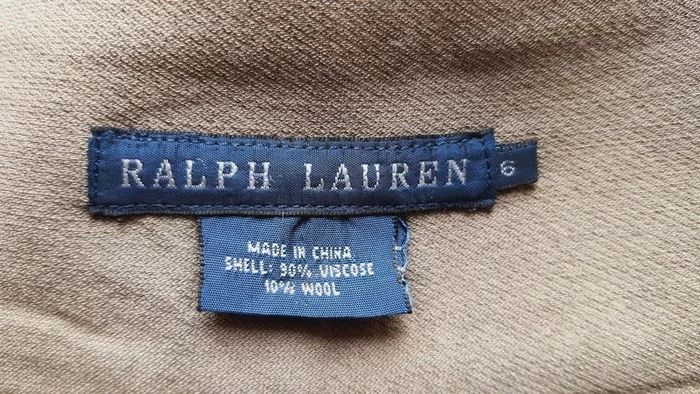 RALPH LAUREN 6
MADE IN CHINA
SHELL: 90% VISCOSE
10% WOOL